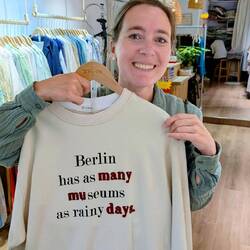 Berlin
has as many
museums
as rainy days.